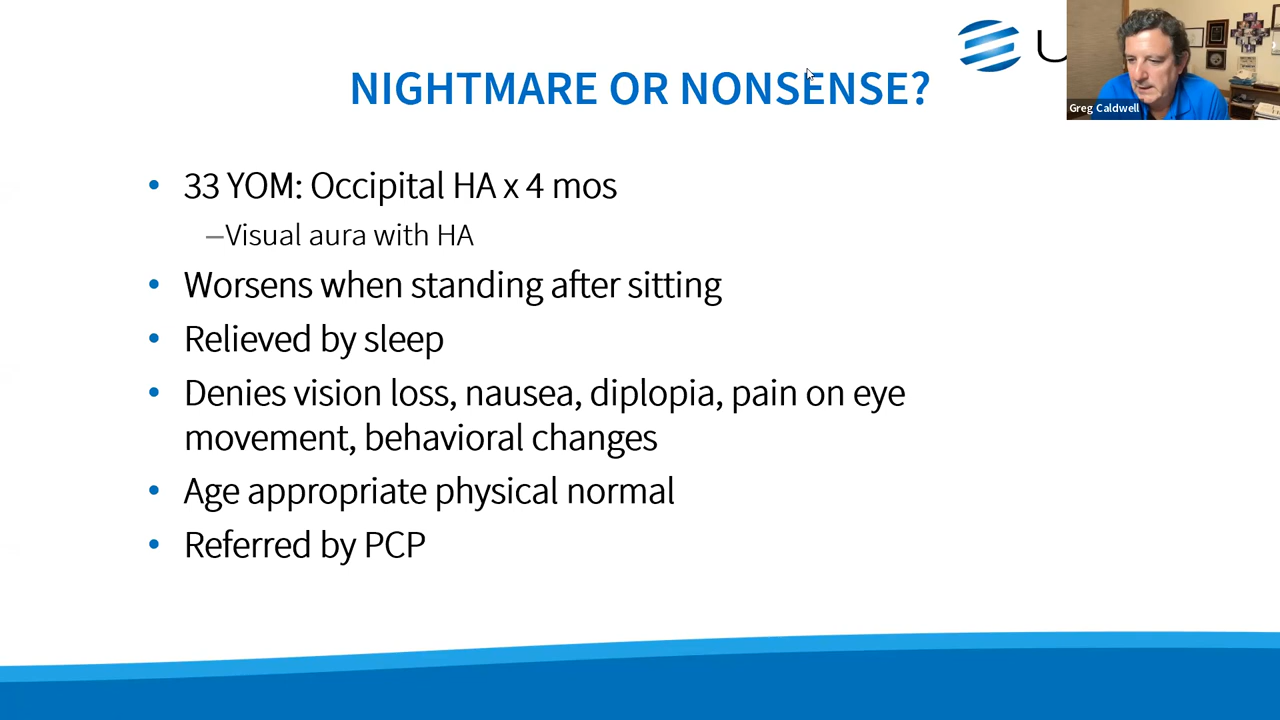 NIGHTMARE OR NONSENSE?
U
Greg Caldwell
• 33 YOM: Occipital HA x 4 mos
–Visual aura with HA
• Worsens when standing after sitting
• Relieved by sleep
• Denies vision loss, nausea, diplopia, pain on eye
movement, behavioral changes
• Age appropriate physical normal
• Referred by PCP